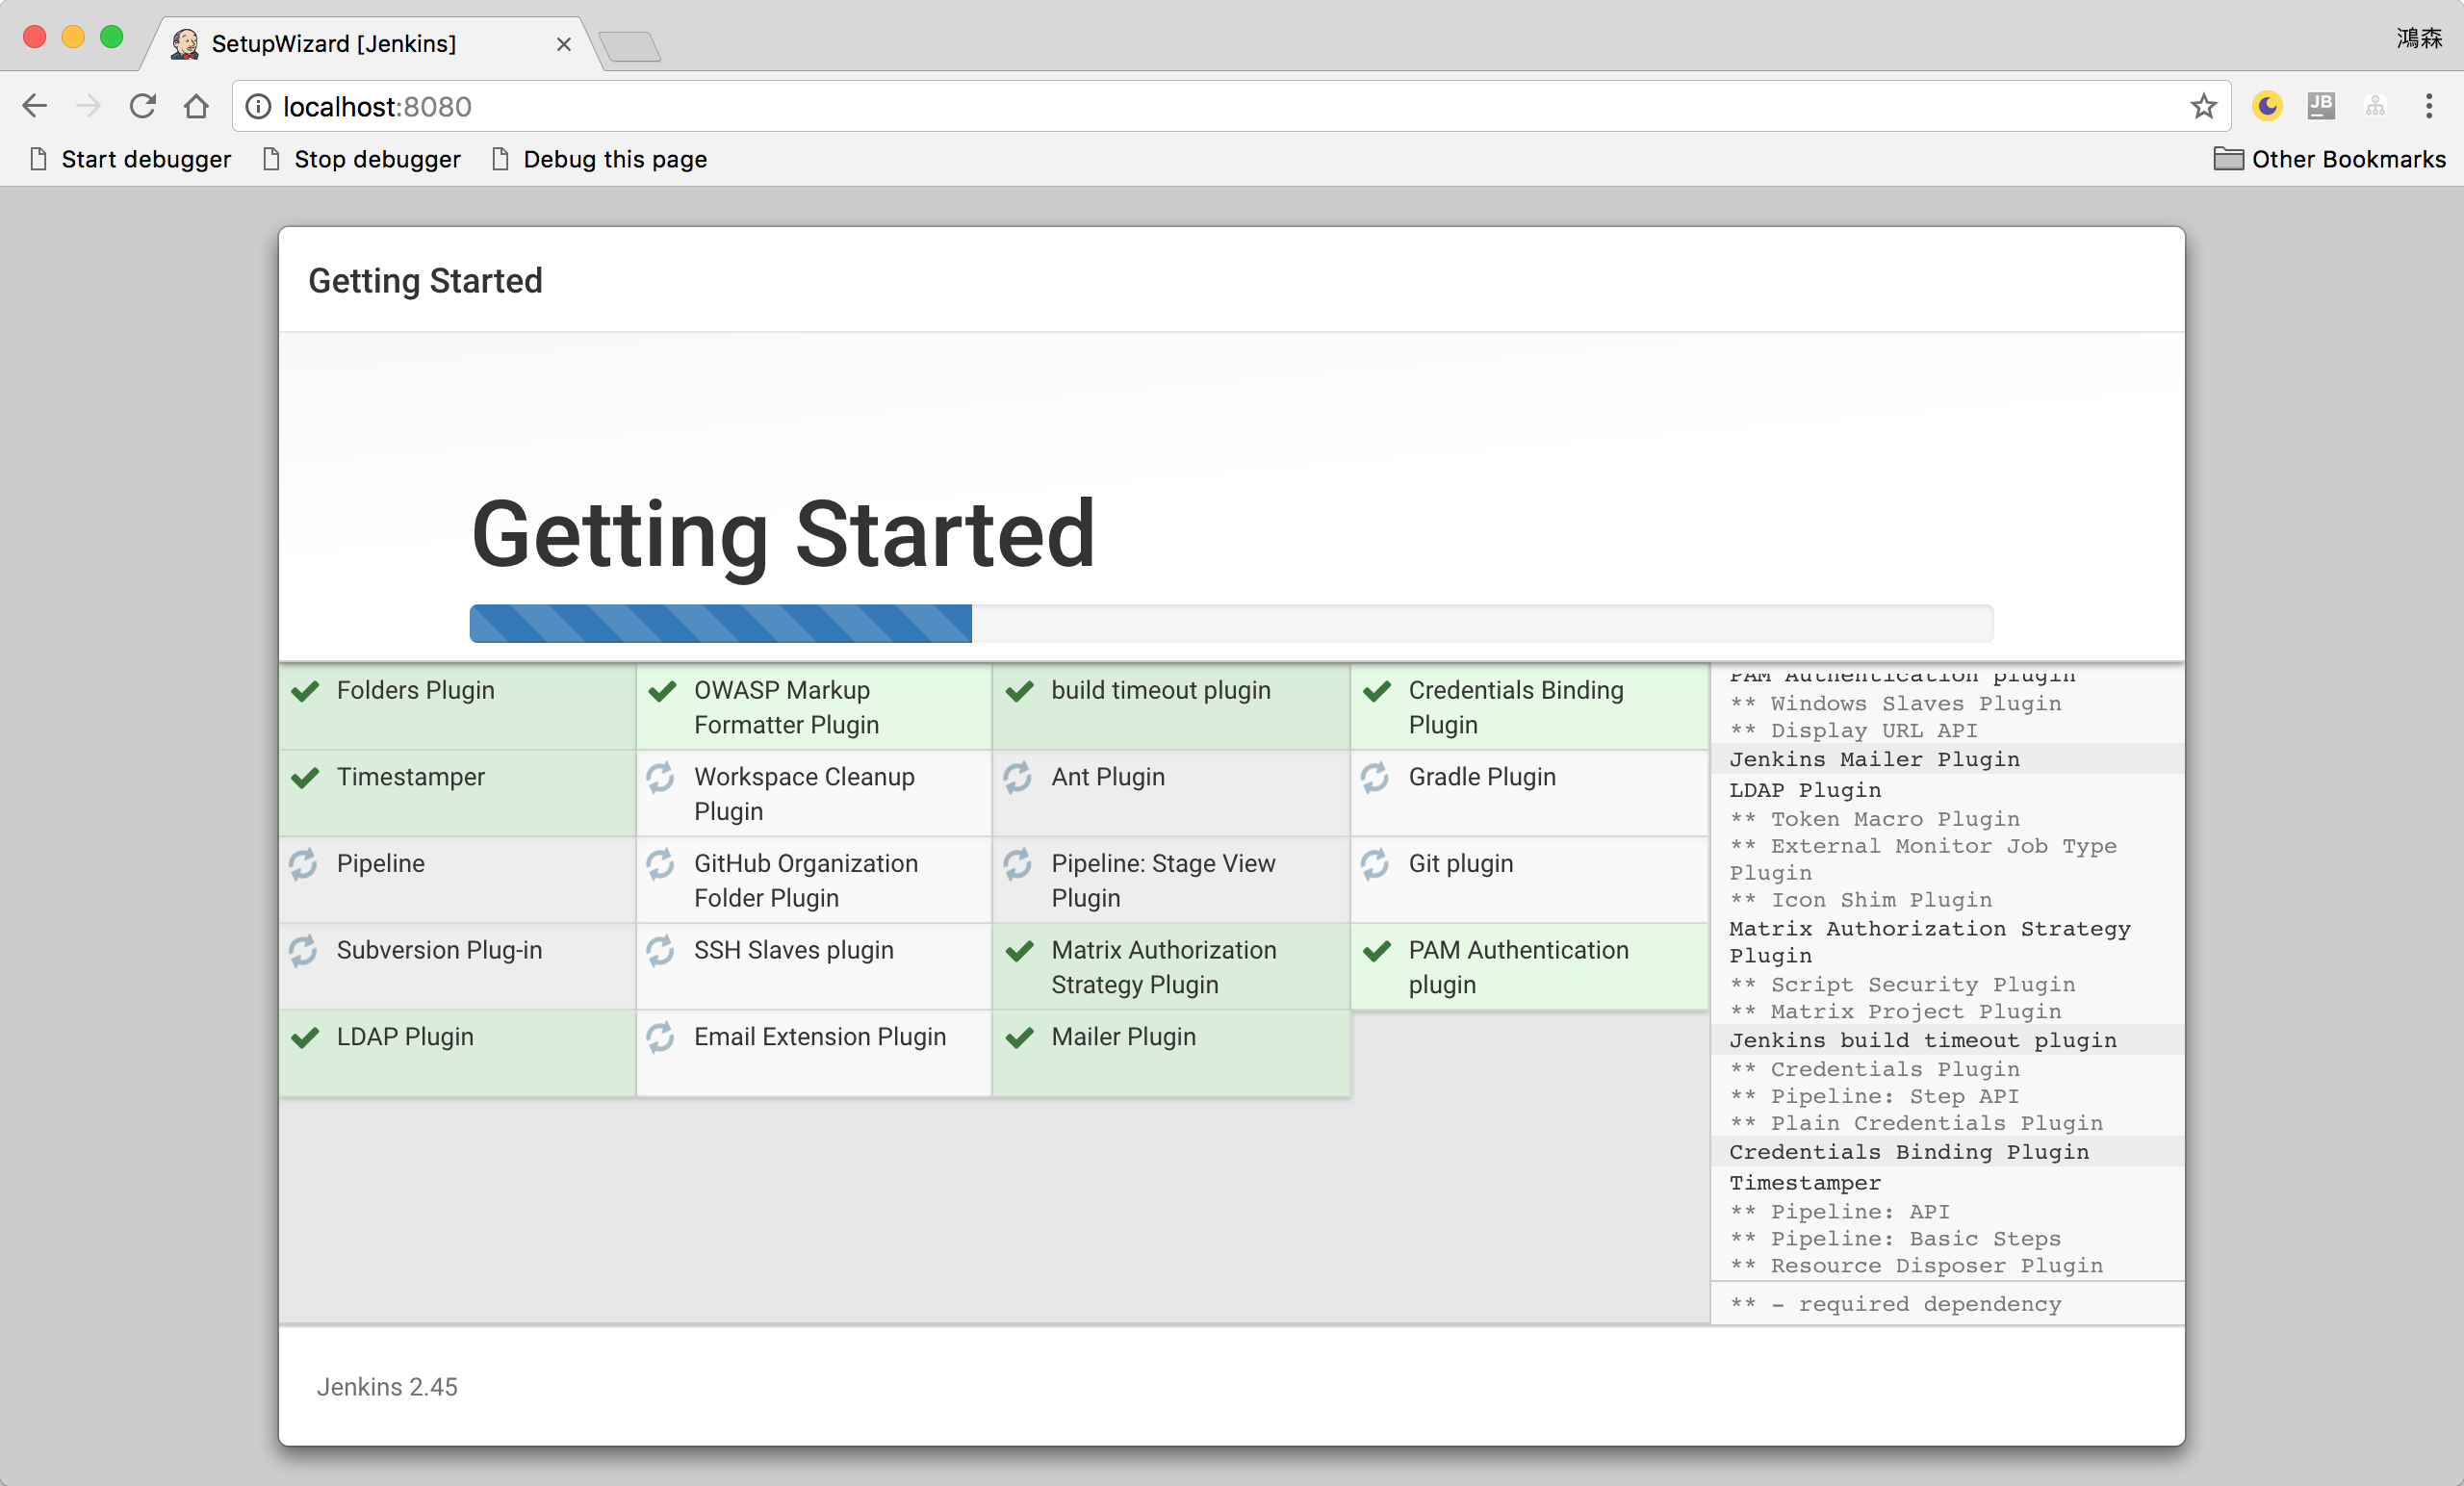 SetupWizard [Jenkins]
鴻森
localhost:8080
JB
Start debugger
Stop debugger
Debug this page
Other Bookmarks
Getting Started
Getting Started
Folders Plugin
OWASP Markup
Formatter Plugin
build timeout plugin
Credentials Binding
Plugin
Timestamper
Workspace Cleanup
Plugin
Ant Plugin
Gradle Plugin
Pipeline
GitHub Organization
Folder Plugin
Pipeline: Stage View
Plugin
Git plugin
Subversion Plug-in
SSH Slaves plugin
Matrix Authorization
Strategy Plugin
PAM Authentication
plugin
LDAP Plugin
Email Extension Plugin
Mailer Plugin
PAM Authentication plugin
** Windows Slaves Plugin
** Display URL API
Jenkins Mailer Plugin
LDAP Plugin
** Token Macro Plugin
** External Monitor Job Type
Plugin
** Icon Shim Plugin
Matrix Authorization Strategy
Plugin
** Script Security Plugin
** Matrix Project Plugin
Jenkins build timeout plugin
** Credentials Plugin
** Pipeline: Step API
** Plain Credentials Plugin
Credentials Binding Plugin
Timestamper
** Pipeline: API
** Pipeline: Basic Steps
** Resource Disposer Plugin
** - required dependency
Jenkins 2.45